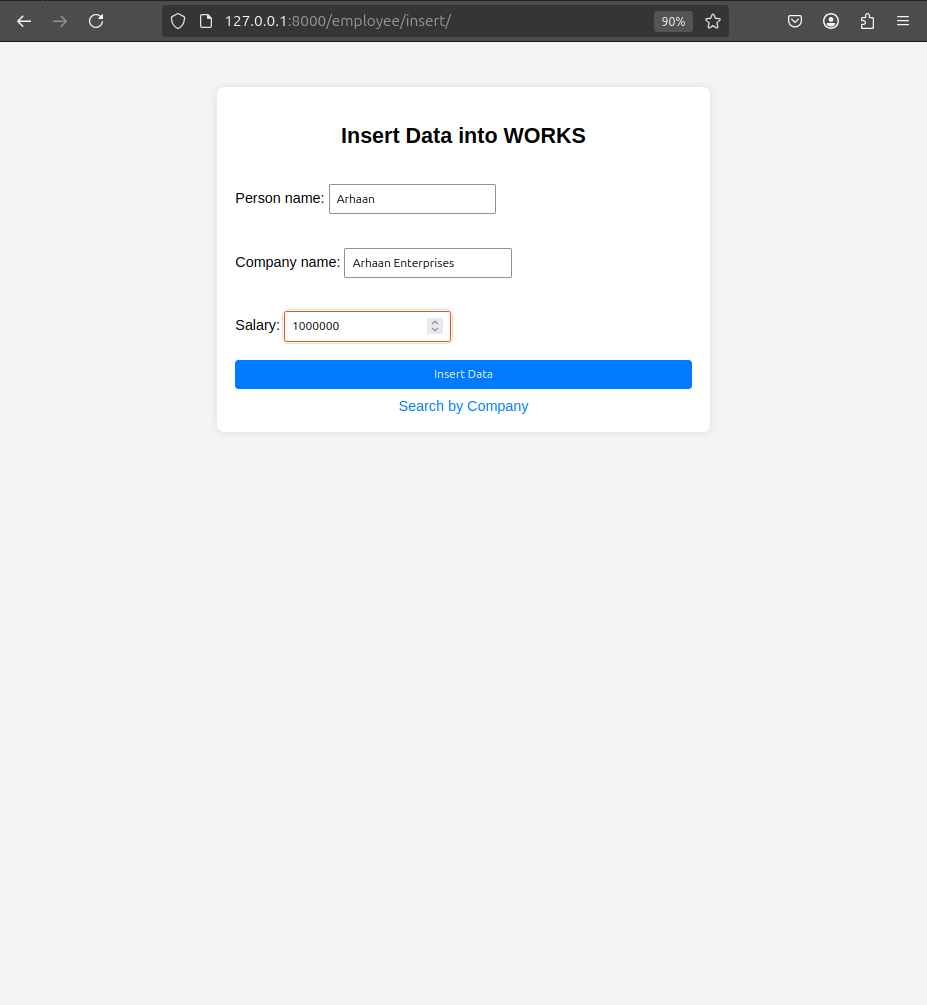 127.0.0.1:8000/employee/insert/ 90%
Insert Data into WORKS
Person name: Arhaan
Company name: Arhaan Enterprises
Salary: 1000000
Insert Data
Search by Company